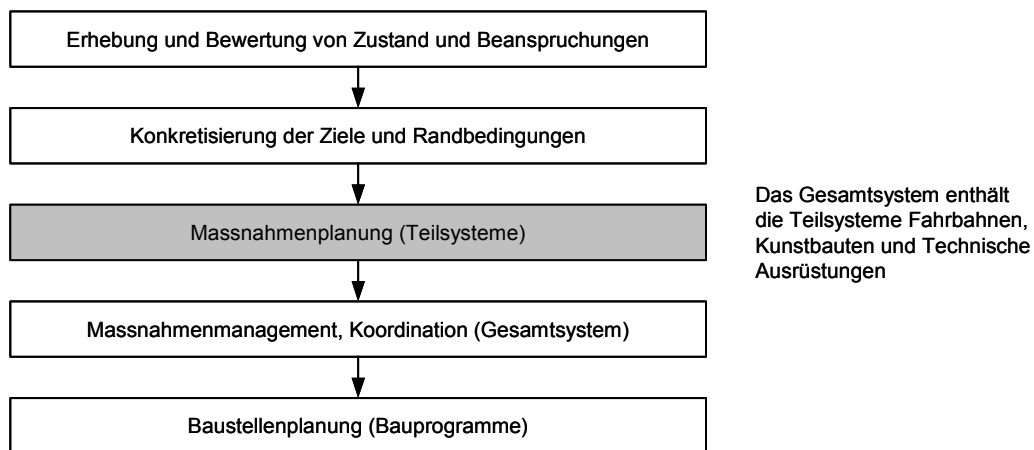 Erhebung und Bewertung von Zustand und Beanspruchungen
Konkretisierung der Ziele und Randbedingungen
Massnahmenplanung (Teilsysteme)
Massnahmenmanagement, Koordination (Gesamtsystem)
Baustellenplanung (Bauprogramme)
Das Gesamtsystem enthält
die Teilsysteme Fahrbahnen,
Kunstbauten und Technische
Ausrüstungen